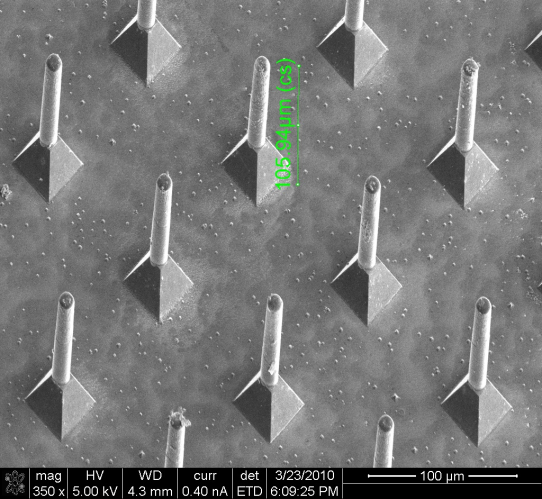 105.94µm (cs)
mag HV WD curr det 3/23/2010 100 µm
350 x 5.00 kV 4.3 mm 0.40 nA ETD 6:09:25 PM